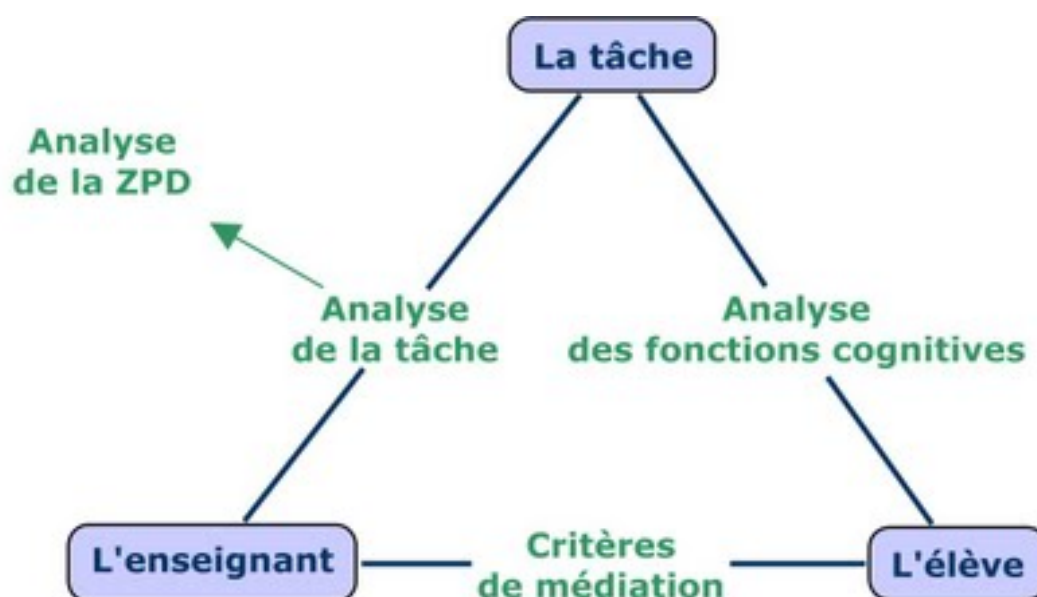 La tâche
Analyse
de la ZPD
Analyse
de la tâche
Analyse
des fonctions cognitives
L'enseignant
Critères
de médiation
L'élève